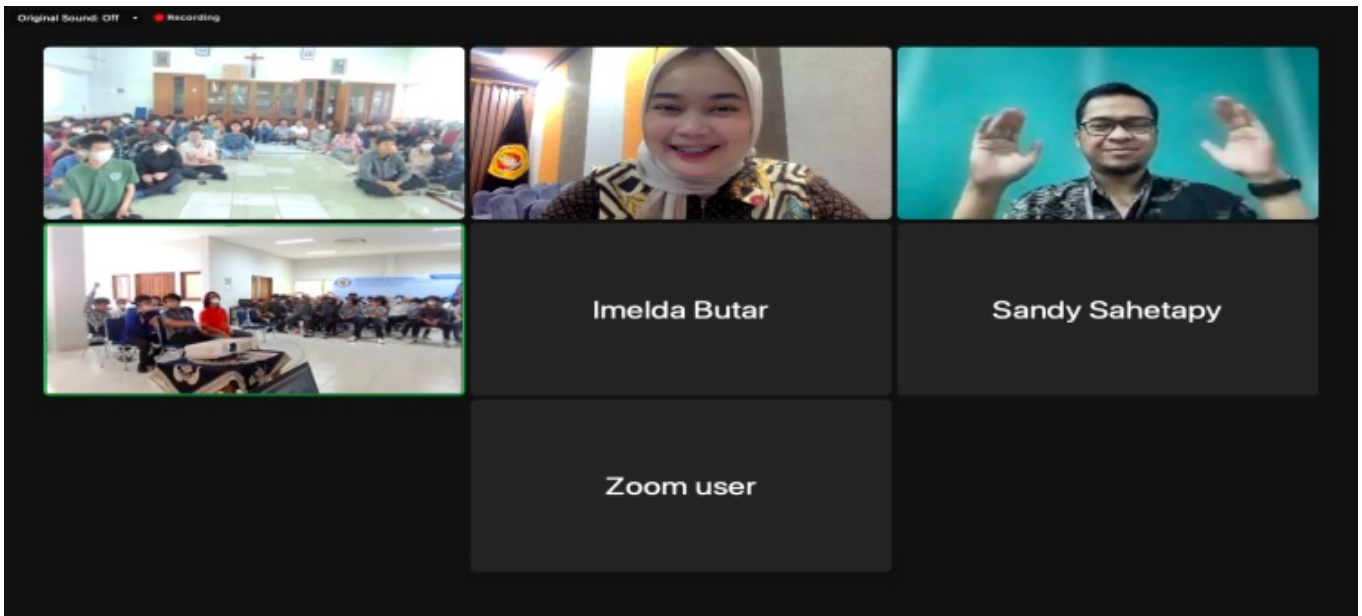 Original Sound: Off
Recording
Imelda Butar
Sandy Sahetapy
Zoom user